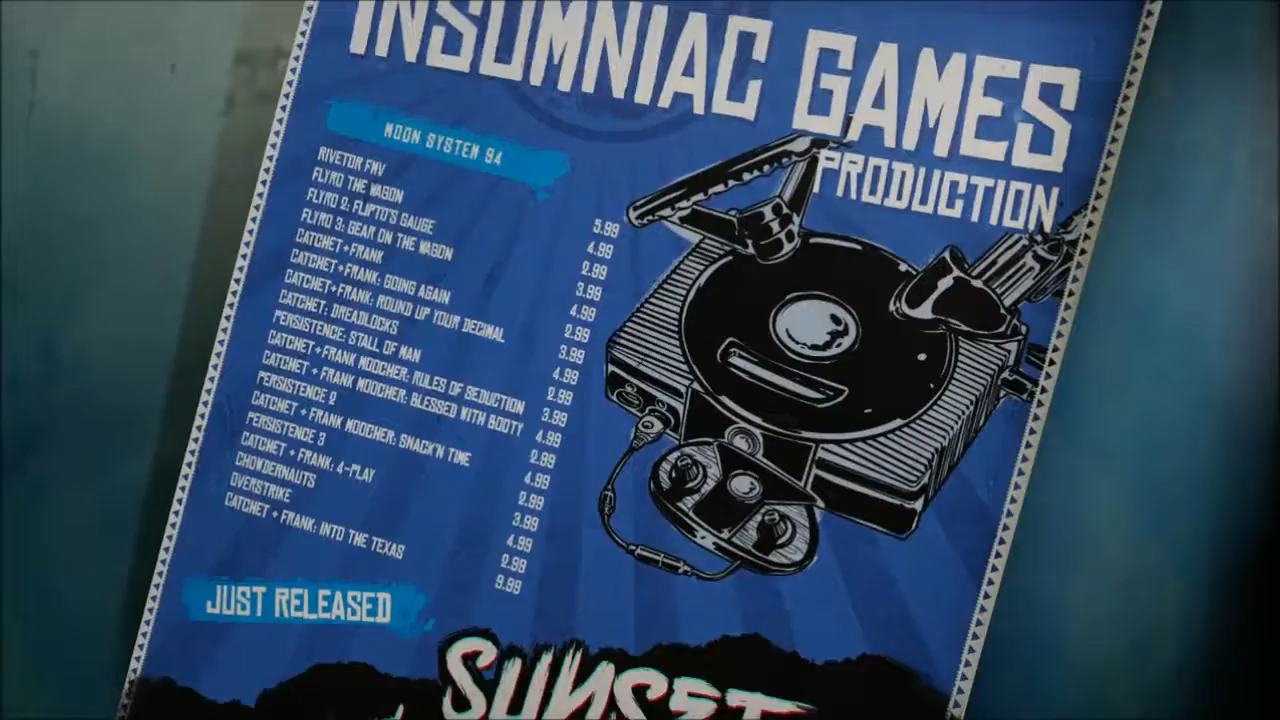 INSOMNIAC GAMES
PRODUCTION
MOON SYSTEM 94
RIVETOR FNV 5.99
FLYRO THE WAGON 4.99
FLYRO 2: FLIPTO'S GAUGE 2.99
FLYRO 3: GEAR ON THE WAGON 3.99
CATCHET+FRANK 4.99
CATCHET+FRANK: GOING AGAIN 2.99
CATCHET+FRANK: ROUND UP YOUR DECIMAL 3.99
CATCHET: DREADLOCKS 4.99
PERSISTENCE: STALL OF MAN 2.99
CATCHET + FRANK MOOCHER: RULES OF SEDUCTION 3.99
CATCHET + FRANK MOOCHER: BLESSED WITH BOOTY 4.99
PERSISTENCE 2 2.99
CATCHET + FRANK MOOCHER: SNACK'N TIME 4.99
PERSISTENCE 3 2.99
CATCHET + FRANK: 4-PLAY 3.99
CHOWDERNAUTS 4.99
OVERSTRIKE 2.99
CATCHET + FRANK: INTO THE TEXAS 9.99
JUST RELEASED
SUNSET